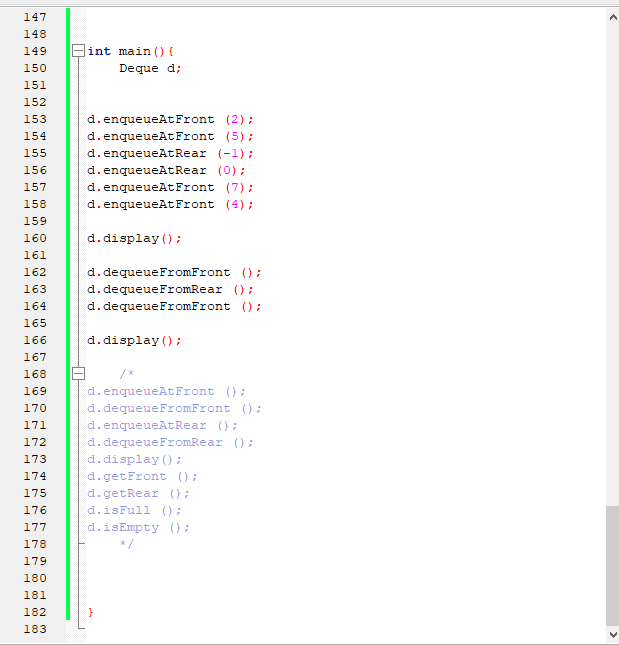 147
148
149 int main(){
150     Deque d;
151
152
153 d.enqueueAtFront (2);
154 d.enqueueAtFront (5);
155 d.enqueueAtRear (-1);
156 d.enqueueAtRear (0);
157 d.enqueueAtFront (7);
158 d.enqueueAtFront (4);
159
160 d.display();
161
162 d.dequeueFromFront ();
163 d.dequeueFromRear ();
164 d.dequeueFromFront ();
165
166 d.display();
167
168     /*
169 d.enqueueAtFront ();
170 d.dequeueFromFront ();
171 d.enqueueAtRear ();
172 d.dequeueFromRear ();
173 d.display();
174 d.getFront ();
175 d.getRear ();
176 d.isFull ();
177 d.isEmpty ();
178     */
179
180
181
182 }
183